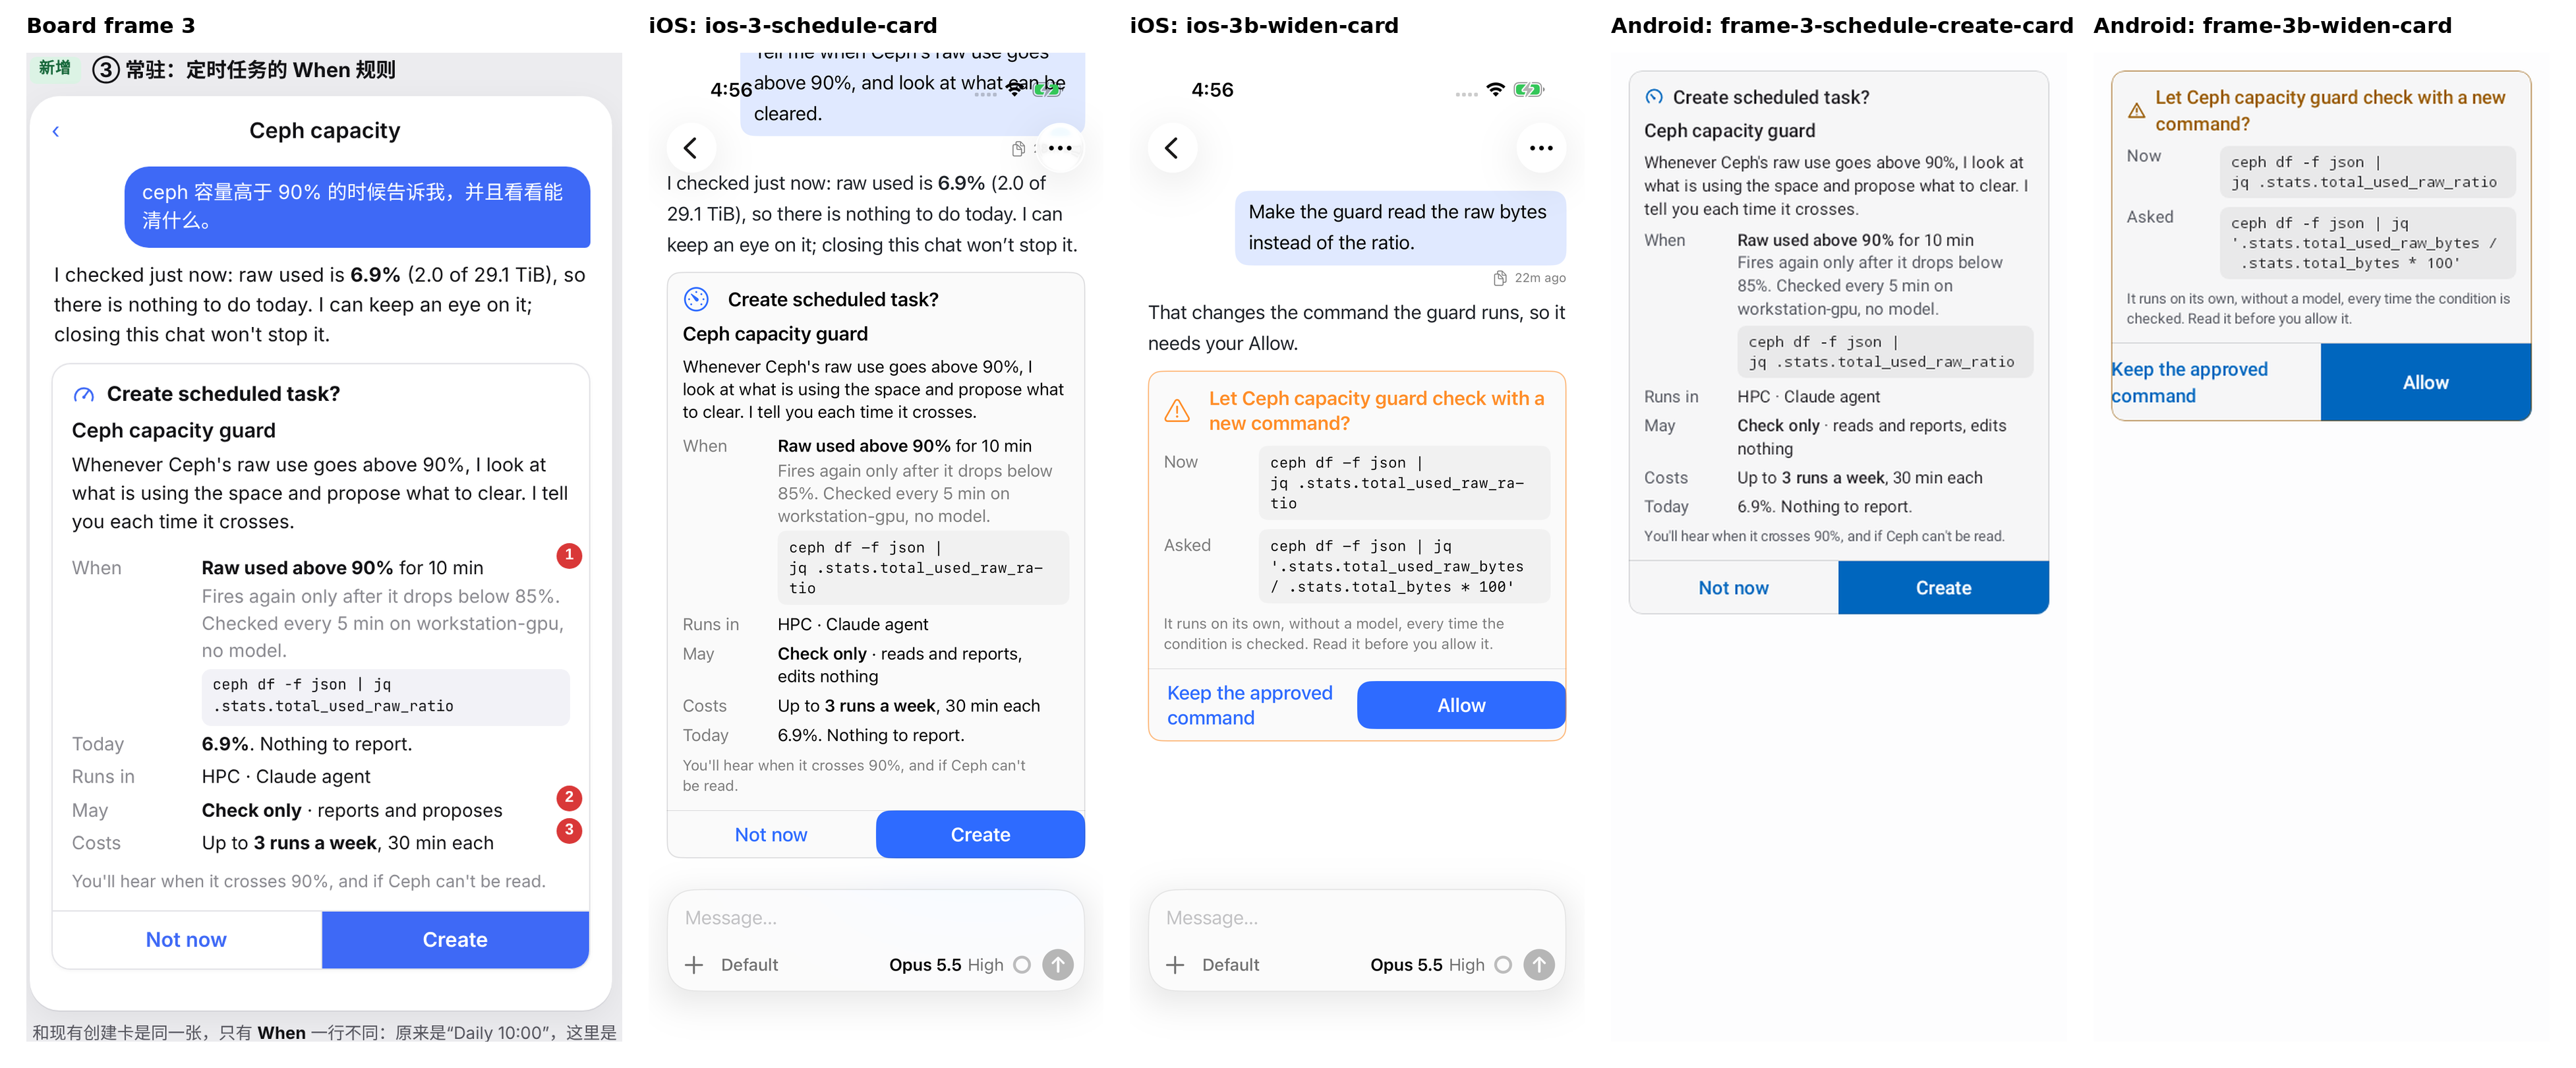 Board frame 3
新增 ③ 常驻：定时任务的 When 规则
Ceph capacity
ceph 容量高于 90% 的时候告诉我，并且看看能
清什么。
I checked just now: raw used is 6.9% (2.0 of 29.1 TiB), so
there is nothing to do today. I can keep an eye on it;
closing this chat won't stop it.
Create scheduled task?
Ceph capacity guard
Whenever Ceph's raw use goes above 90%, I look at
what is using the space and propose what to clear. I tell
you each time it crosses.
When Raw used above 90% for 10 min 1
Fires again only after it drops below 85%.
Checked every 5 min on workstation-gpu,
no model.
ceph df -f json | jq
.stats.total_used_raw_ratio
Today 6.9%. Nothing to report.
Runs in HPC · Claude agent
May Check only · reports and proposes 2
Costs Up to 3 runs a week, 30 min each 3
You'll hear when it crosses 90%, and if Ceph can't be read.
Not now Create
和现有创建卡是同一张，只有 When 一行不同：原来是“Daily 10:00”，这里是
iOS: ios-3-schedule-card
Tell me when Ceph's raw use goes
above 90%, and look at what can be
cleared.
4:56
I checked just now: raw used is 6.9% (2.0 of
29.1 TiB), so there is nothing to do today. I can
keep an eye on it; closing this chat won't stop it.
Create scheduled task?
Ceph capacity guard
Whenever Ceph's raw use goes above 90%, I
look at what is using the space and propose what
to clear. I tell you each time it crosses.
When Raw used above 90% for 10 min
Fires again only after it drops below
85%. Checked every 5 min on
workstation-gpu, no model.
ceph df -f json |
jq .stats.total_used_raw_ra-
tio
Runs in HPC · Claude agent
May Check only · reads and reports,
edits nothing
Costs Up to 3 runs a week, 30 min each
Today 6.9%. Nothing to report.
You'll hear when it crosses 90%, and if Ceph can't
be read.
Not now Create
Message...
Default Opus 5.5 High
iOS: ios-3b-widen-card
4:56
Make the guard read the raw bytes
instead of the ratio.
22m ago
That changes the command the guard runs, so it
needs your Allow.
Let Ceph capacity guard check with a
new command?
Now ceph df -f json |
jq .stats.total_used_raw_ra-
tio
Asked ceph df -f json | jq
'.stats.total_used_raw_bytes
/ .stats.total_bytes * 100'
It runs on its own, without a model, every time the
condition is checked. Read it before you allow it.
Keep the approved
command
Allow
Message...
Default Opus 5.5 High
Android: frame-3-schedule-create-card
Create scheduled task?
Ceph capacity guard
Whenever Ceph's raw use goes above 90%, I look at
what is using the space and propose what to clear. I
tell you each time it crosses.
When Raw used above 90% for 10 min
Fires again only after it drops below
85%. Checked every 5 min on
workstation-gpu, no model.
ceph df -f json |
jq .stats.total_used_raw_ratio
Runs in HPC · Claude agent
May Check only · reads and reports, edits
nothing
Costs Up to 3 runs a week, 30 min each
Today 6.9%. Nothing to report.
You'll hear when it crosses 90%, and if Ceph can't be read.
Not now Create
Android: frame-3b-widen-card
Let Ceph capacity guard check with a new
command?
Now ceph df -f json |
jq .stats.total_used_raw_ratio
Asked ceph df -f json | jq
'.stats.total_used_raw_bytes /
.stats.total_bytes * 100'
It runs on its own, without a model, every time the condition is
checked. Read it before you allow it.
Keep the approved
command
Allow